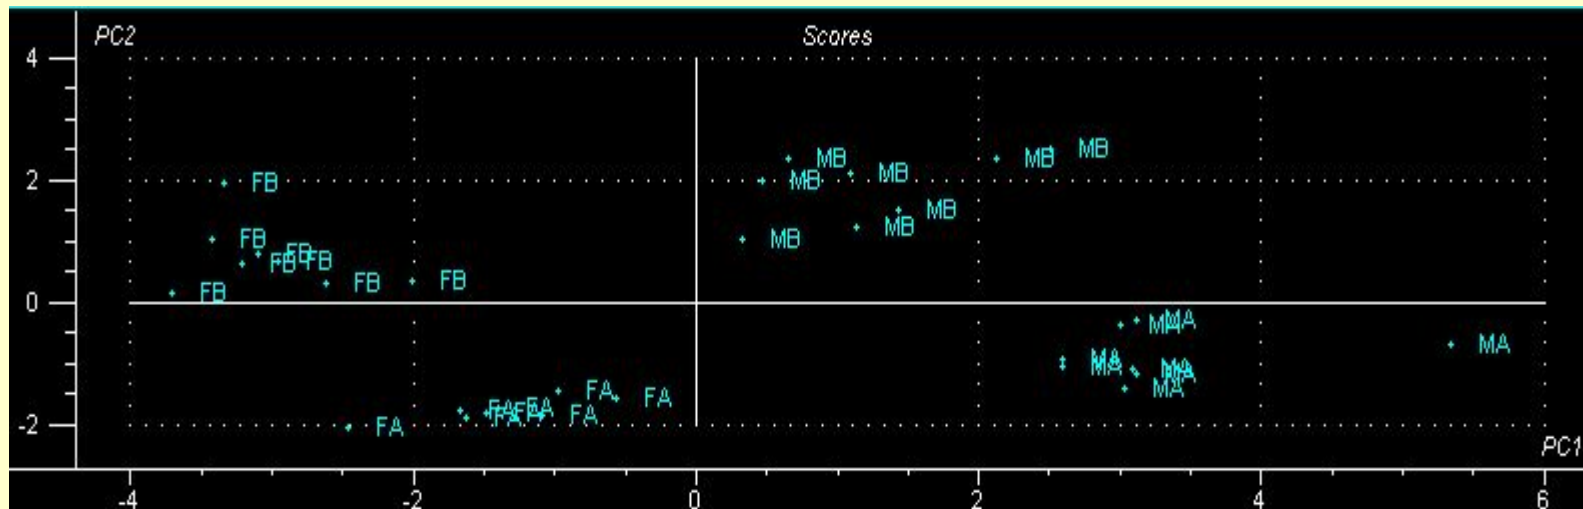 PC2 Scores
4
MB MB MB MB
2 FB MB
MB
MB
FB MB
FB FB
FB FB
FB FB
FB
0
MA MA
MA
MA MA
MA MA
MA
FA FA
FA FA FA FA FA
FA
-2
PC1
-4 -2 0 2 4 6